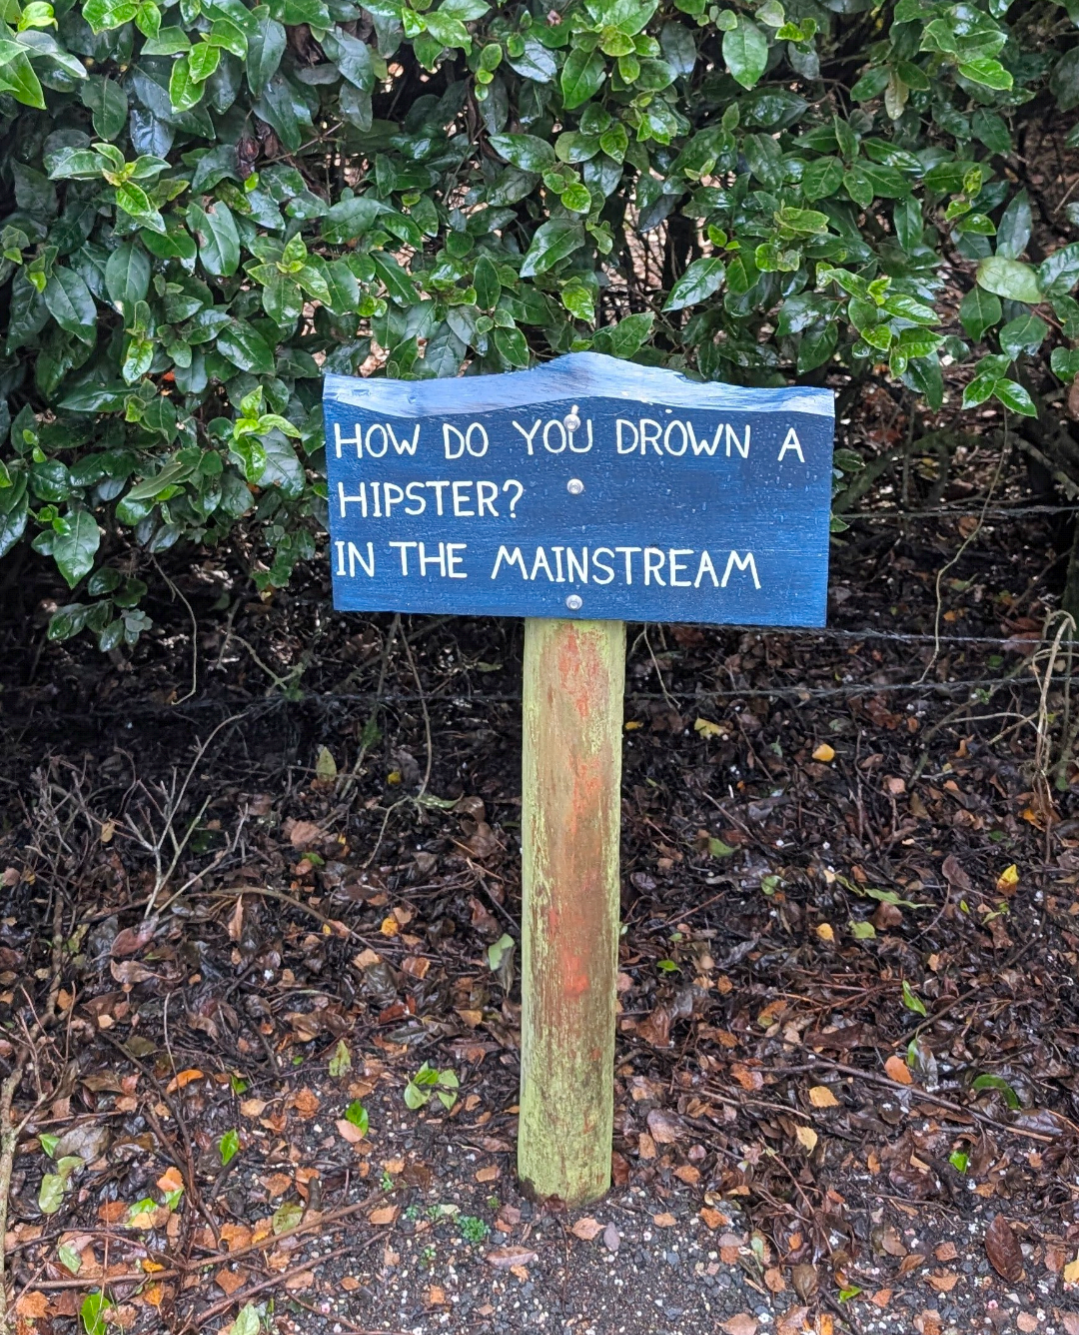 HOW DO YOU DROWN A
HIPSTER?
IN THE MAINSTREAM